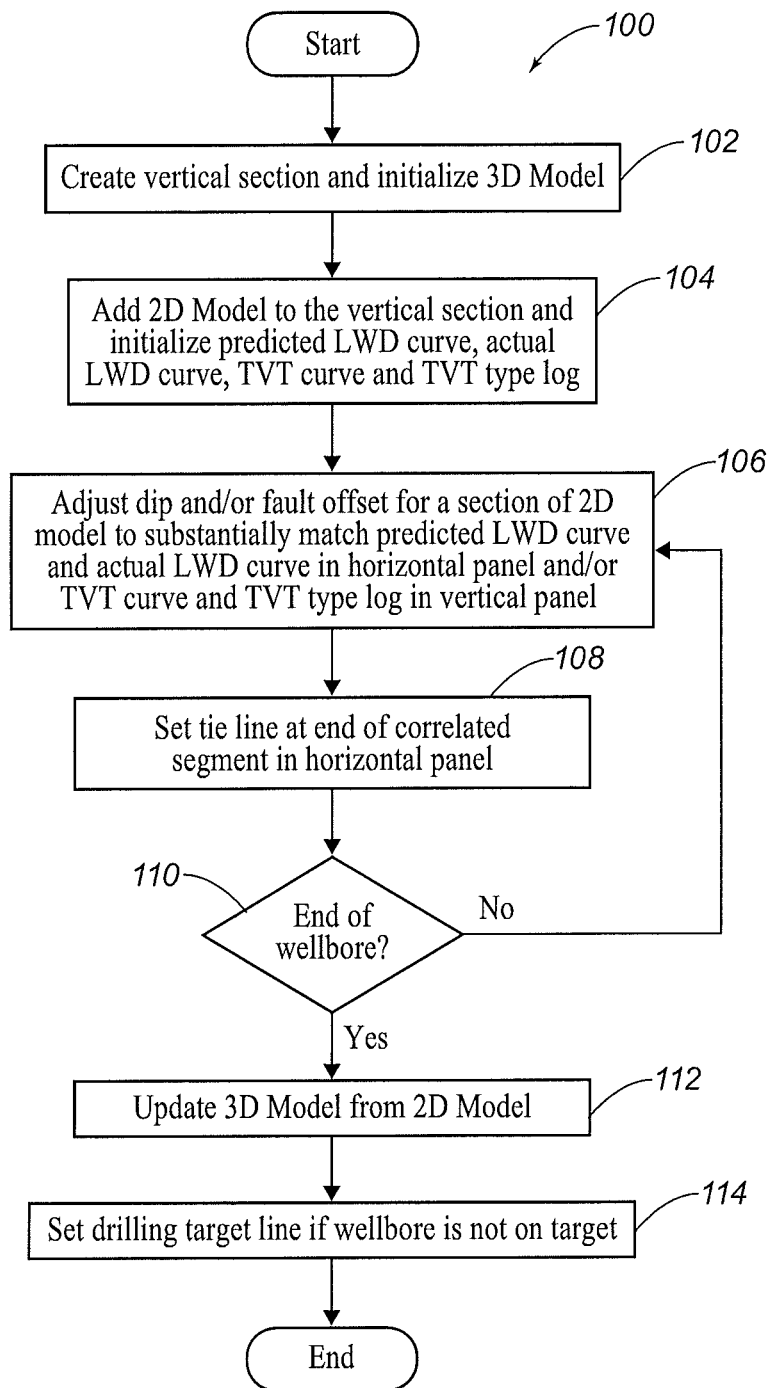 Start
100
102
Create vertical section and initialize 3D Model
104
Add 2D Model to the vertical section and
initialize predicted LWD curve, actual
LWD curve, TVT curve and TVT type log
106
Adjust dip and/or fault offset for a section of 2D
model to substantially match predicted LWD curve
and actual LWD curve in horizontal panel and/or
TVT curve and TVT type log in vertical panel
108
Set tie line at end of correlated
segment in horizontal panel
110
End of
wellbore?
No
Yes
112
Update 3D Model from 2D Model
114
Set drilling target line if wellbore is not on target
End